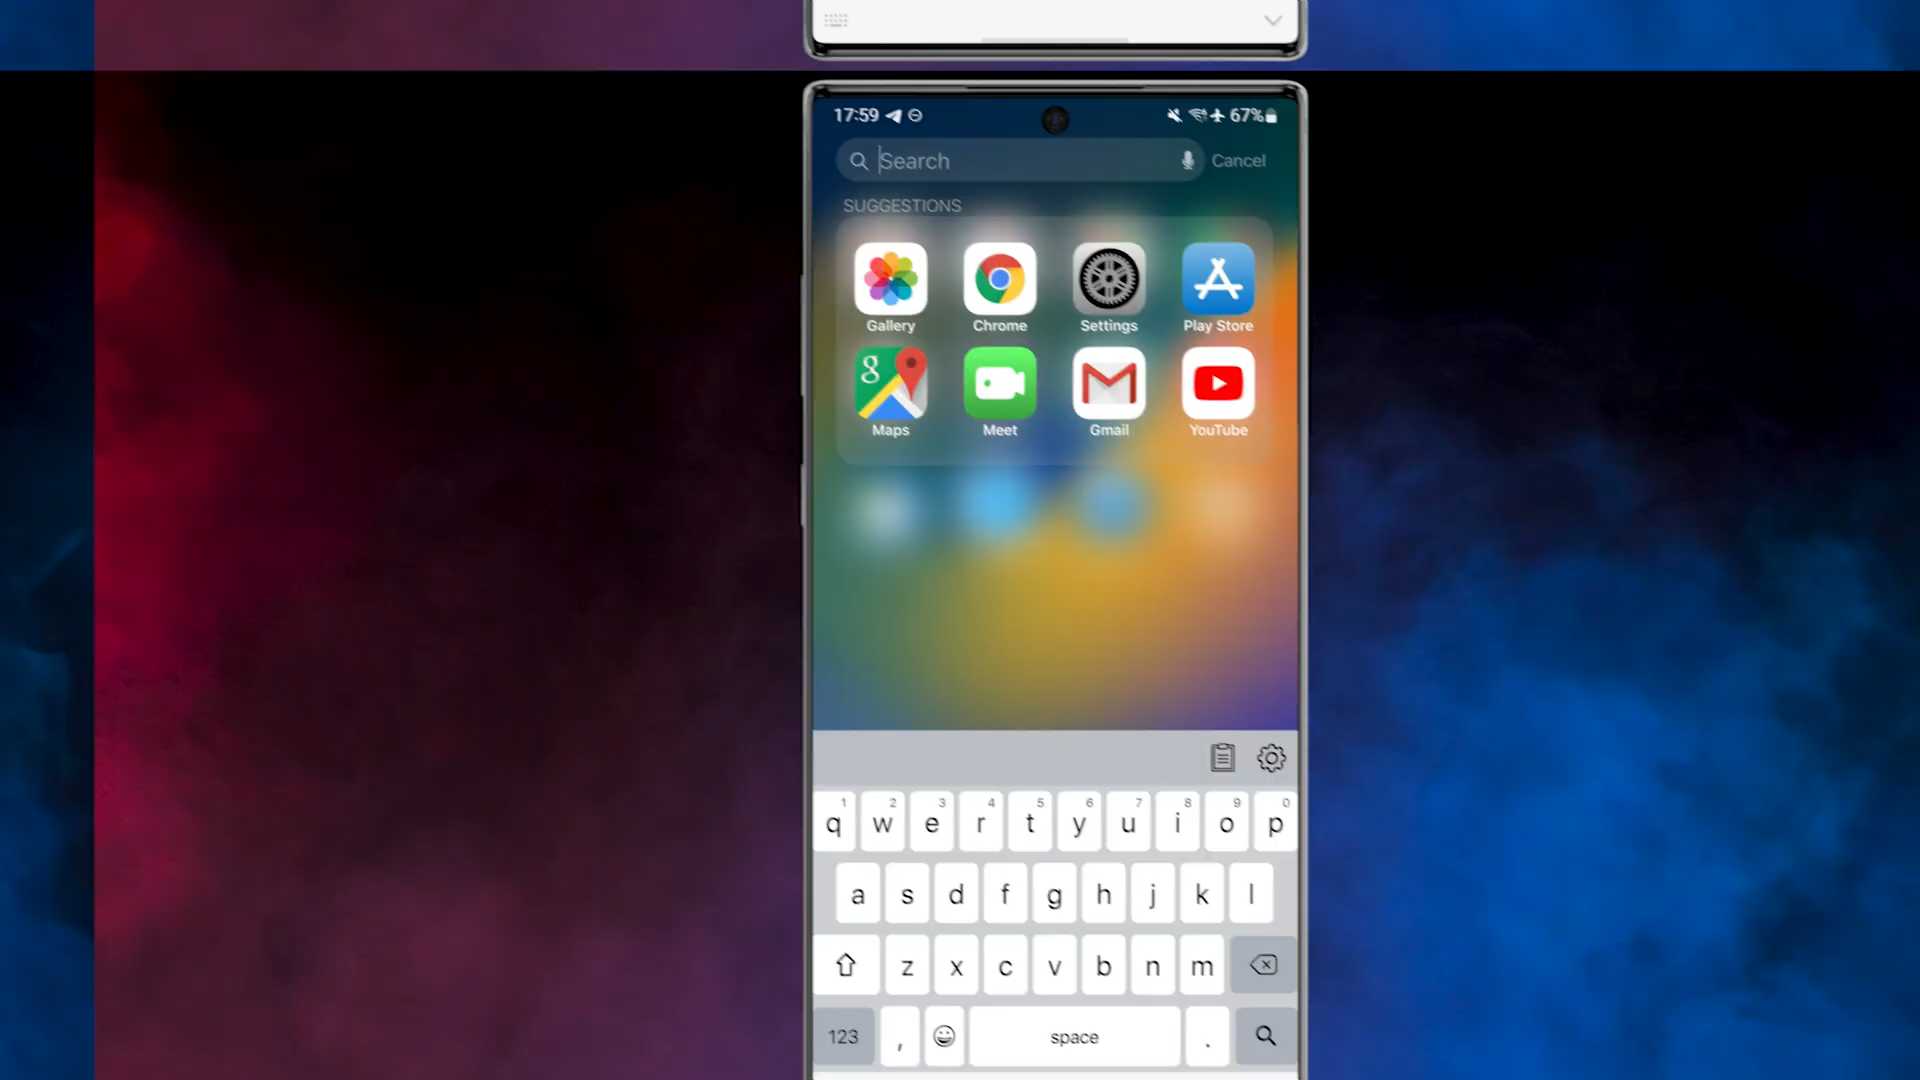 17:59 67%
Search Cancel
SUGGESTIONS
Gallery Chrome Settings Play Store
g
Maps Meet Gmail YouTube
1 2 3 4 5 6 7 8 9 0
q w e r t y u i o p
a s d f g h j k l
z x c v b n m
123 , space .